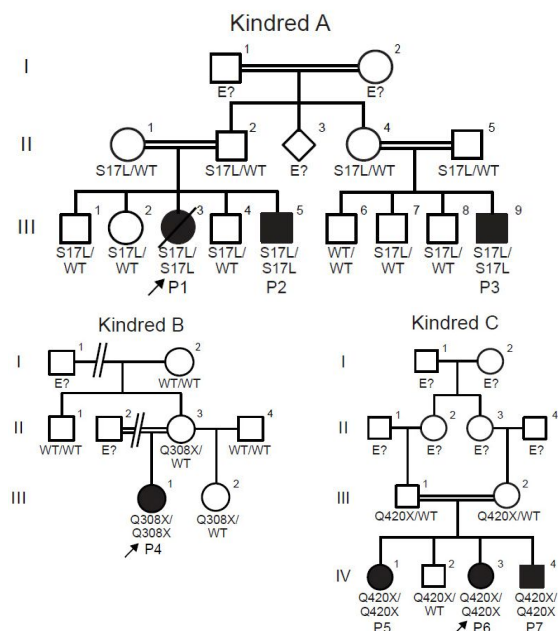 Kindred A
I
1
2
E?
E?
II
1
2
3
4
5
S17L/WT
S17L/WT
E?
S17L/WT
S17L/WT
III
1
2
3
4
5
6
7
8
9
S17L/ S17L/ S17L/ S17L/ S17L/ WT/WT S17L/ S17L/ S17L/
WT WT S17L WT S17L WT WT S17L
P1 P2 P3
Kindred B
I
1
2
E?
WT/WT
II
1
2
3
4
WT/WT
E?
Q308X/
WT
WT/WT
III
1
2
Q308X/ Q308X/
Q308X WT
P4
Kindred C
I
1
2
E?
E?
II
1
2
3
4
E?
E?
E?
E?
III
1
2
Q420X/WT
Q420X/WT
IV
1
2
3
4
Q420X/ Q420X/ Q420X/ Q420X/
Q420X WT Q420X Q420X
P5 P6 P7